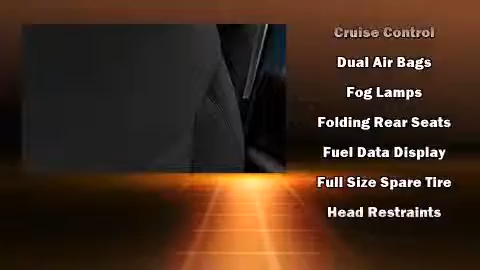 Cruise Control
Dual Air Bags
Fog Lamps
Folding Rear Seats
Fuel Data Display
Full Size Spare Tire
Head Restraints